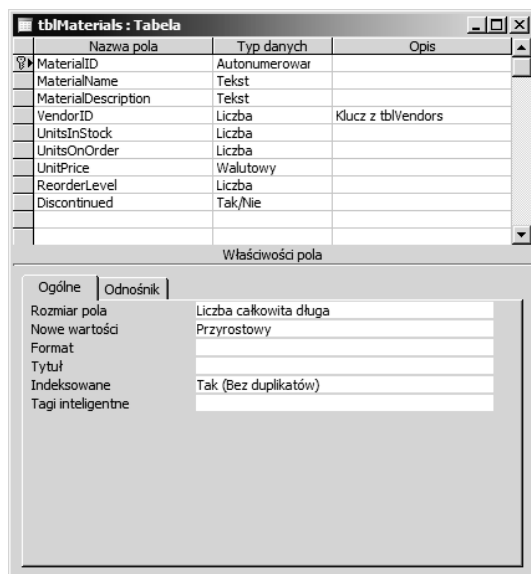 tblMaterials : Tabela
Nazwa pola Typ danych Opis
MaterialID Autonumerowar
MaterialName Tekst
MaterialDescription Tekst
VendorID Liczba Klucz z tblVendors
UnitsInStock Liczba
UnitsOnOrder Liczba
UnitPrice Walutowy
ReorderLevel Liczba
Discontinued Tak/Nie
Właściwości pola
Ogólne Odnośnik
Rozmiar pola Liczba całkowita długa
Nowe wartości Przyrostowy
Format
Tytuł
Indeksowane Tak (Bez duplikatów)
Tagi inteligentne